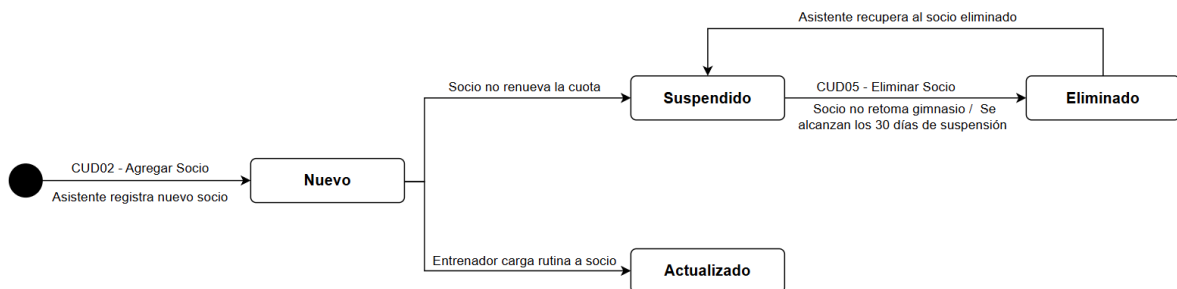 Asistente recupera al socio eliminado
Socio no renueva la cuota
Suspendido
CUD05 - Eliminar Socio
Socio no retoma gimnasio / Se
alcanzan los 30 días de suspensión
Eliminado
CUD02 - Agregar Socio
Asistente registra nuevo socio
Nuevo
Entrenador carga rutina a socio
Actualizado